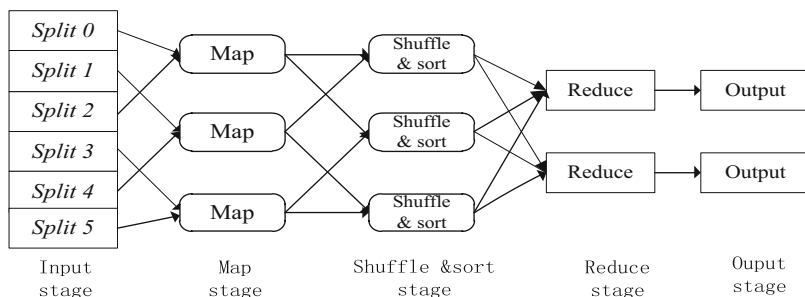 Split 0
Split 1
Split 2
Split 3
Split 4
Split 5
Map
Map
Map
Shuffle
& sort
Shuffle
& sort
Shuffle
& sort
Reduce
Reduce
Output
Output
Input
stage
Map
stage
Shuffle &sort
stage
Reduce
stage
Ouput
stage